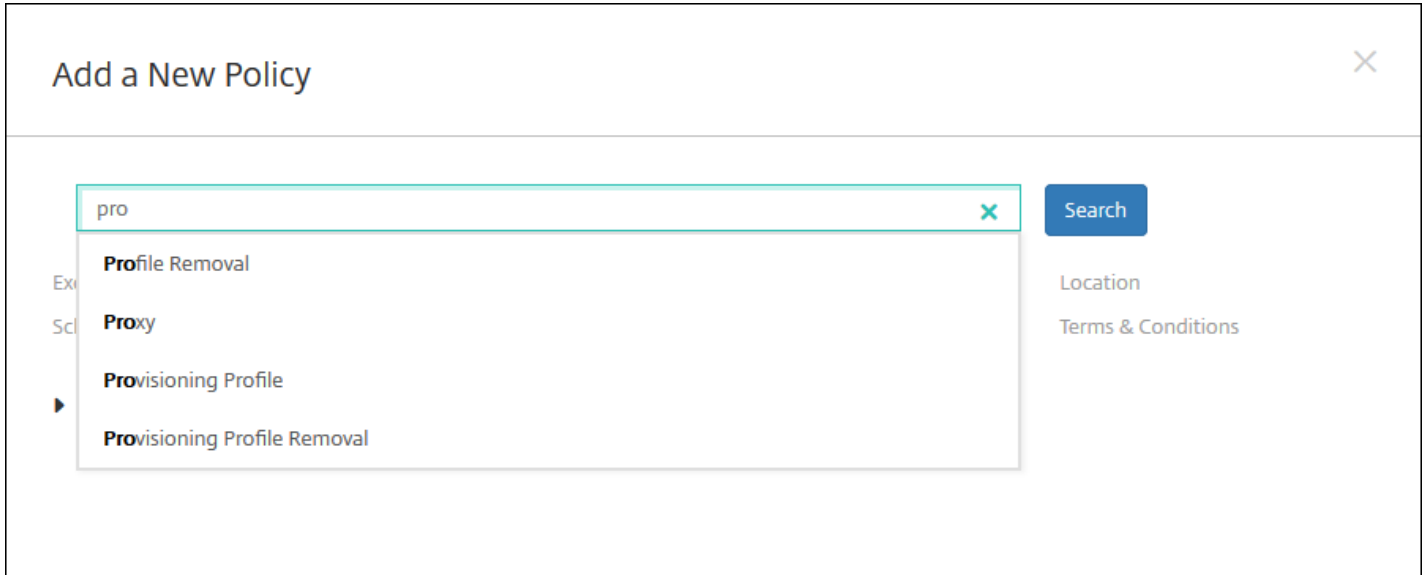 Add a New Policy
pro
Search
Profile Removal
Location
Proxy
Terms & Conditions
Provisioning Profile
Provisioning Profile Removal